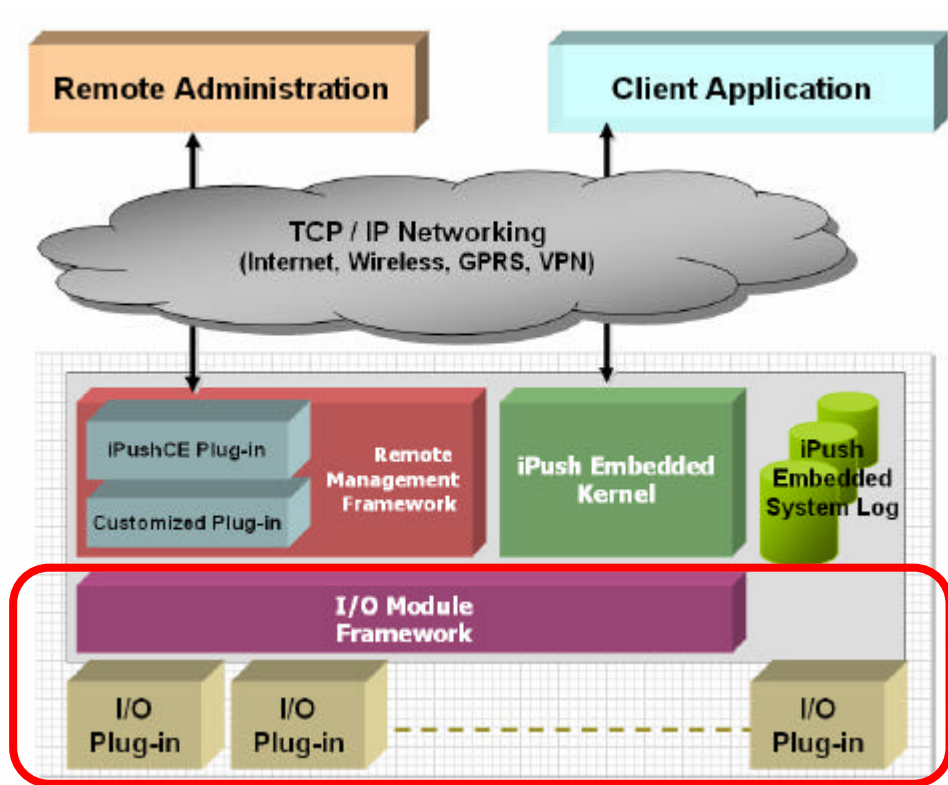 Remote Administration
Client Application
TCP / IP Networking
(Internet, Wireless, GPRS, VPN)
iPushCE Plug-in
Customized Plug-in
Remote
Management
Framework
iPush Embedded
Kernel
iPush
Embedded
System Log
I/O Module
Framework
I/O
Plug-in
I/O
Plug-in
I/O
Plug-in